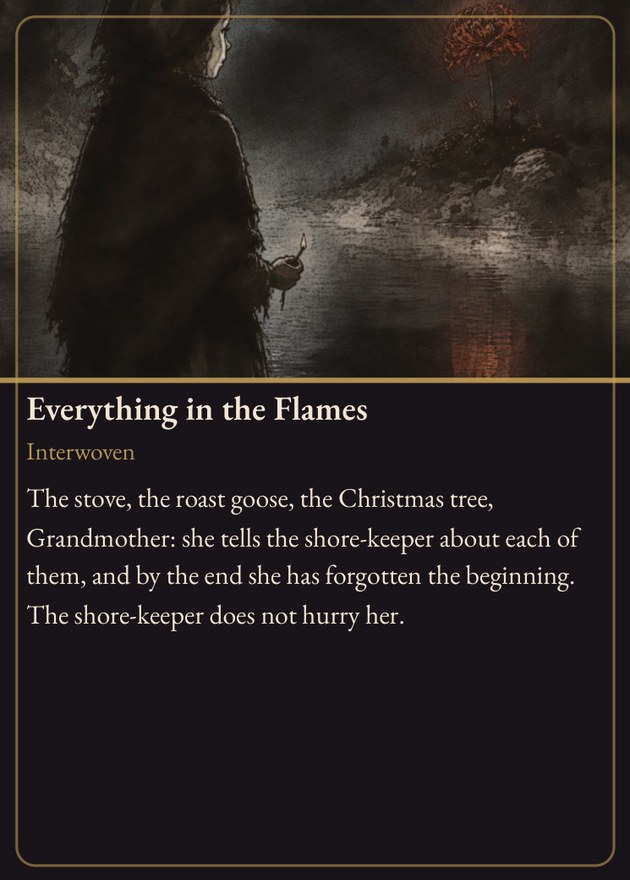 Everything in the Flames
Interwoven
The stove, the roast goose, the Christmas tree,
Grandmother: she tells the shore-keeper about each of
them, and by the end she has forgotten the beginning.
The shore-keeper does not hurry her.